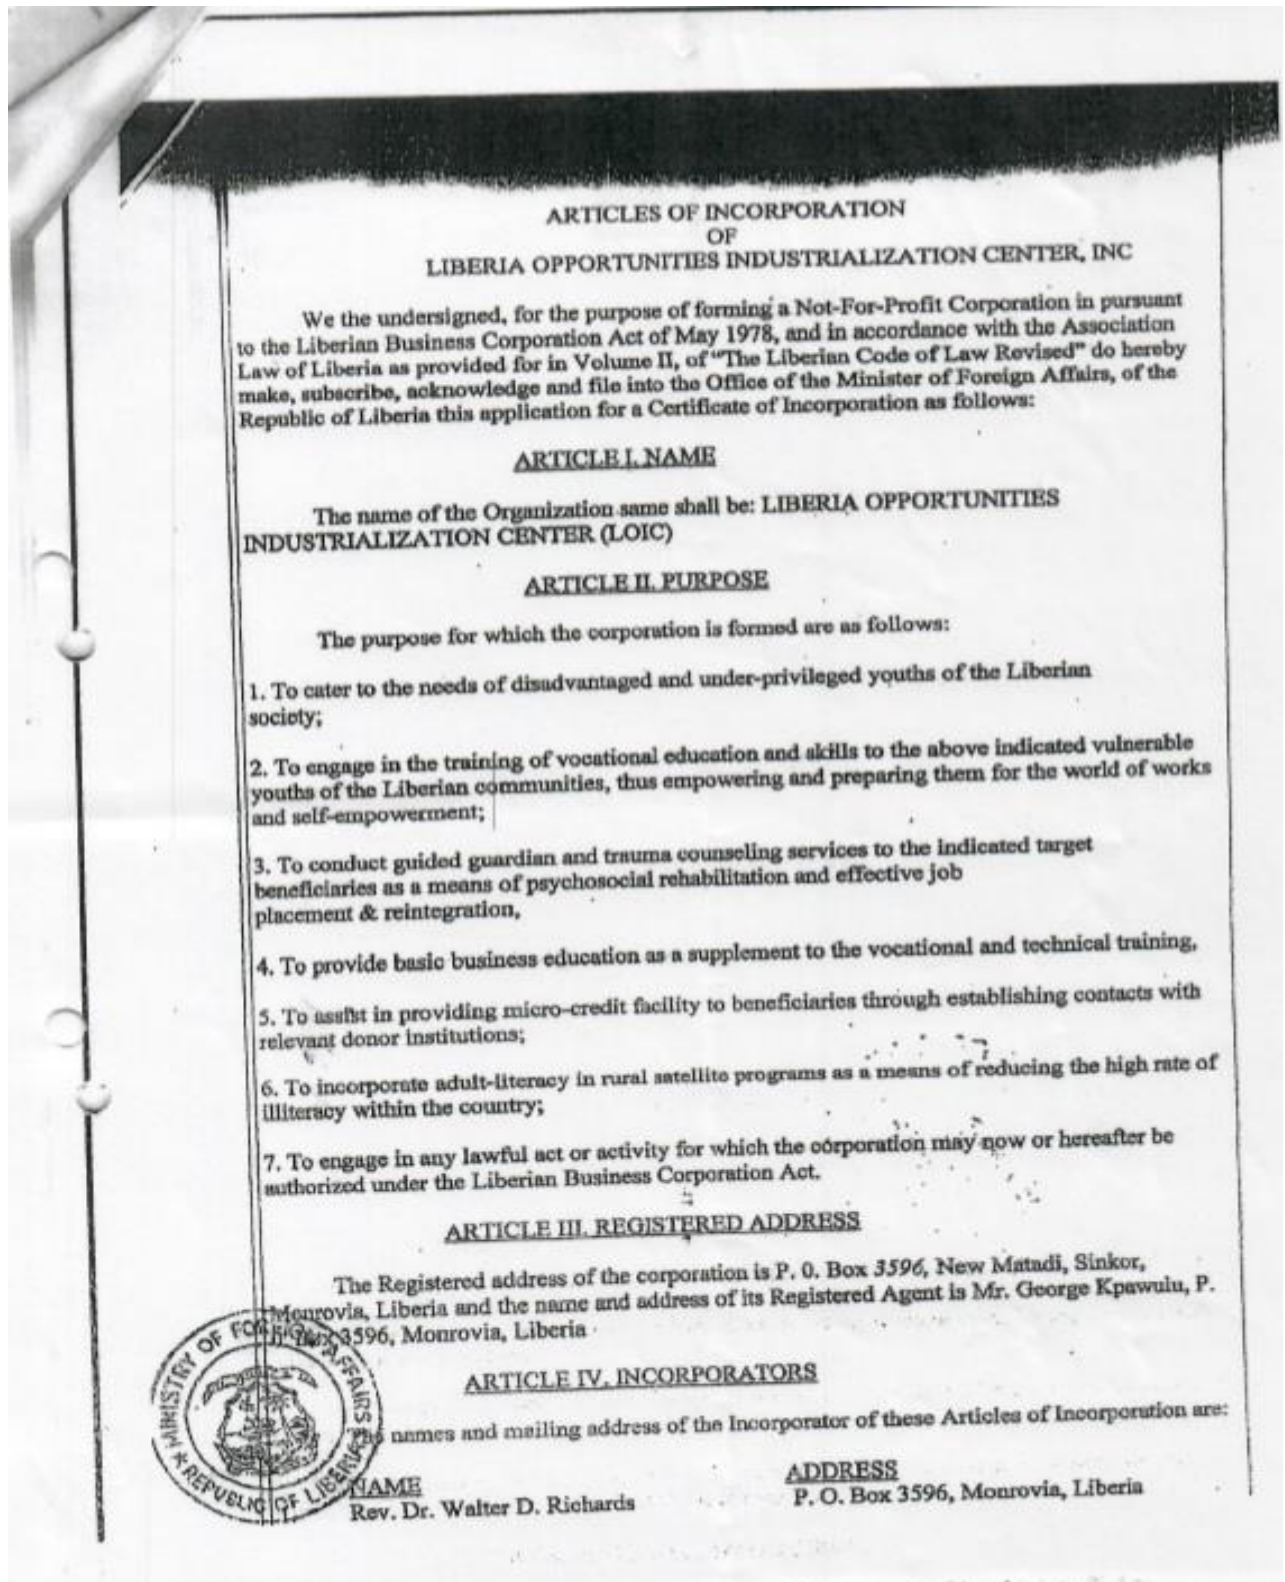 ARTICLES OF INCORPORATION
OF
LIBERIA OPPORTUNITIES INDUSTRIALIZATION CENTER, INC
We the undersigned, for the purpose of forming a Not-For-Profit Corporation in pursuant
to the Liberian Business Corporation Act of May 1978, and in accordance with the Association
Law of Liberia as provided for in Volume II, of "The Liberian Code of Law Revised" do hereby
make, subscribe, acknowledge and file into the Office of the Minister of Foreign Affairs, of the
Republic of Liberia this application for a Certificate of Incorporation as follows:
ARTICLE I. NAME
The name of the Organization same shall be: LIBERIA OPPORTUNITIES
INDUSTRIALIZATION CENTER (LOIC)
ARTICLE II. PURPOSE
The purpose for which the corporation is formed are as follows:
1. To cater to the needs of disadvantaged and under-privileged youths of the Liberian
society;
2. To engage in the training of vocational education and skills to the above indicated vulnerable
youths of the Liberian communities, thus empowering and preparing them for the world of works
and self-empowerment;
3. To conduct guided guardian and trauma counseling services to the indicated target
beneficiaries as a means of psychosocial rehabilitation and effective job
placement & reintegration,
4. To provide basic business education as a supplement to the vocational and technical training,
5. To assist in providing micro-credit facility to beneficiaries through establishing contacts with
relevant donor institutions;
6. To incorporate adult-literacy in rural satellite programs as a means of reducing the high rate of
illiteracy within the country;
7. To engage in any lawful act or activity for which the corporation may now or hereafter be
authorized under the Liberian Business Corporation Act.
ARTICLE III. REGISTERED ADDRESS
The Registered address of the corporation is P. O. Box 3596, New Matadi, Sinkor,
Monrovia, Liberia and the name and address of its Registered Agent is Mr. George Kpawulu, P.
3596, Monrovia, Liberia
ARTICLE IV. INCORPORATORS
names and mailing address of the Incorporator of these Articles of Incorporation are:
NAME ADDRESS
Rev. Dr. Walter D. Richards P. O. Box 3596, Monrovia, Liberia
MINISTRY OF FOREIGN AFFAIRS
REPUBLIC OF LIBERIA